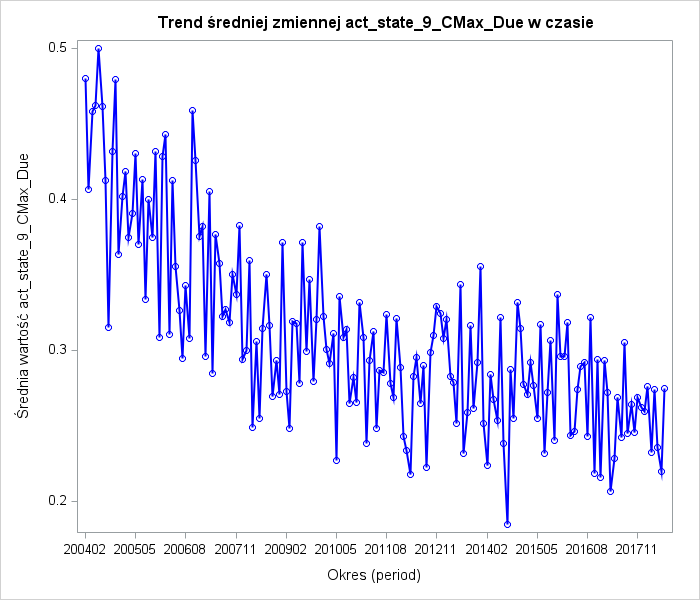 Trend średniej zmiennej act_state_9_CMax_Due w czasie
Średnia wartość act_state_9_CMax_Due
0.5
0.4
0.3
0.2
200402 200505 200608 200711 200902 201005 201108 201211 201402 201505 201608 201711
Okres (period)